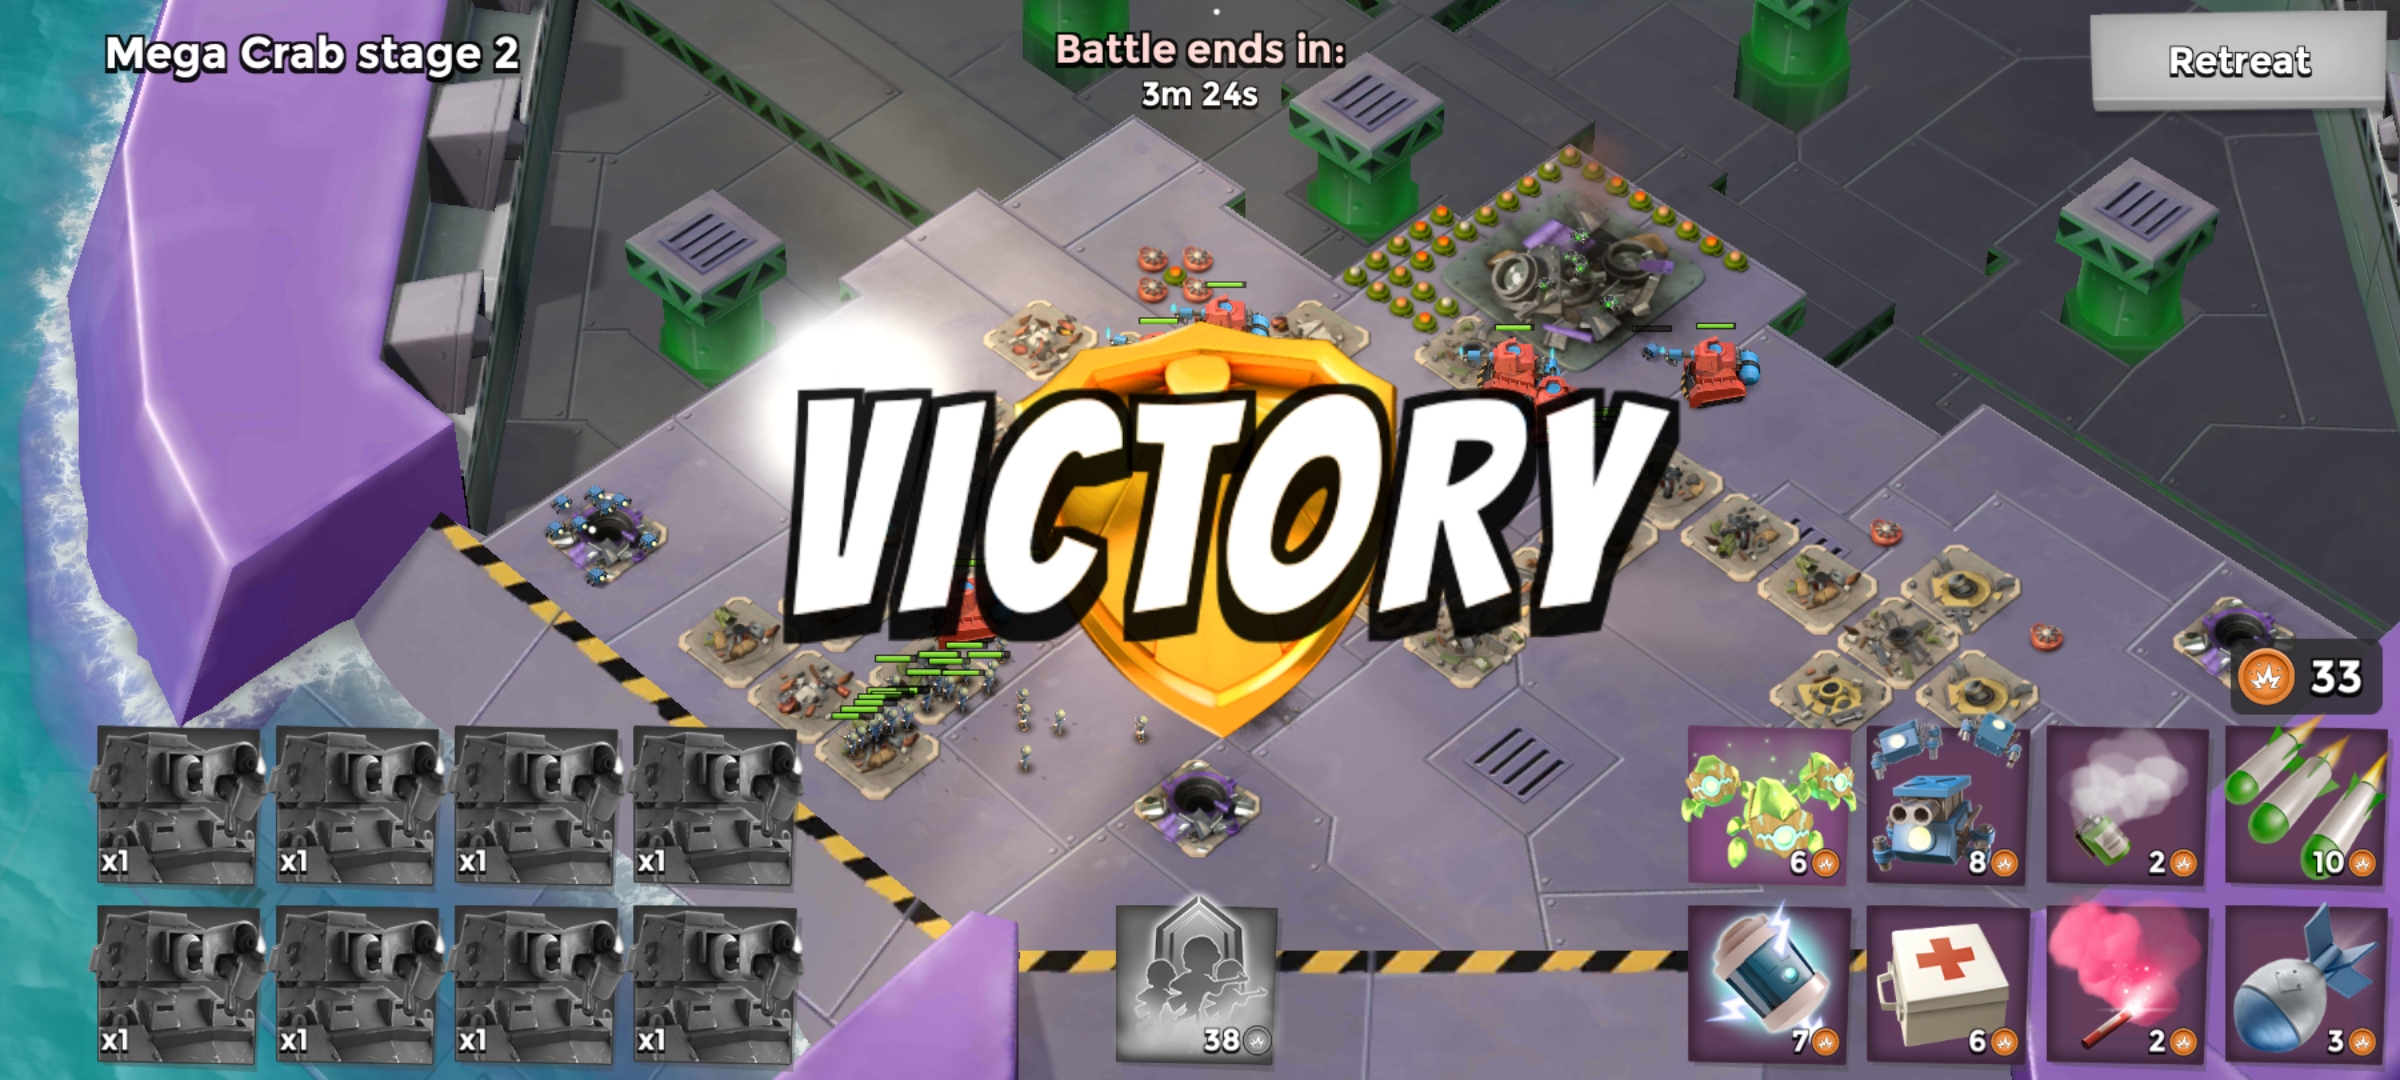 Mega Crab stage 2
Battle ends in:
3m 24s
Retreat
VICTORY
33
x1
x1
x1
x1
6
8
2
10
x1
x1
x1
x1
38
7
6
2
3